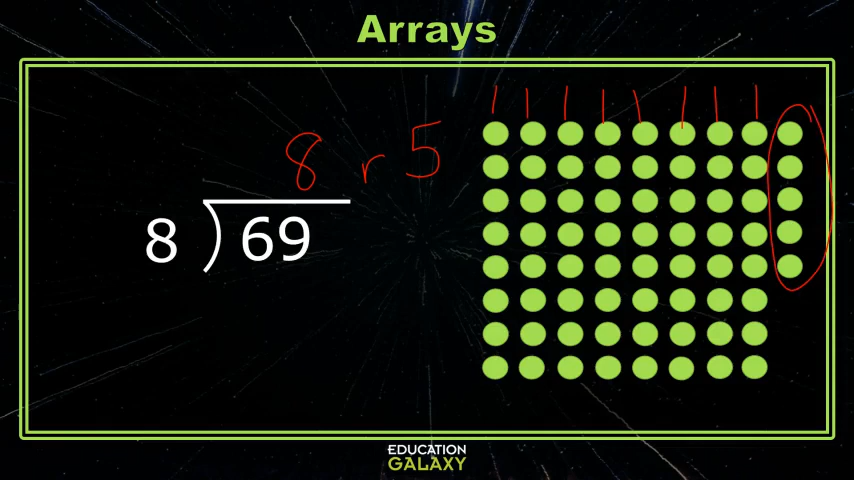 Arrays
8 r 5
8 ) 69
EDUCATION
GALAXY